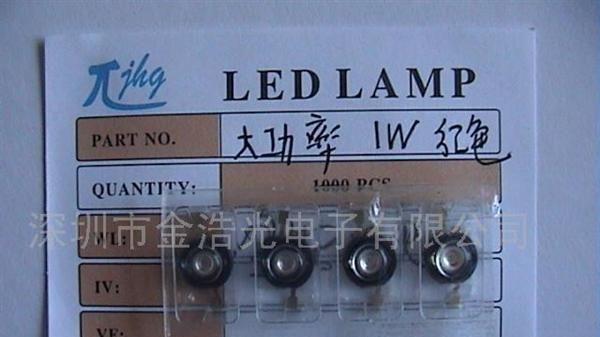 jhg
LED LAMP
PART NO. 大功率 1W 红色
QUANTITY: 1000 PCS
深圳市金浩光电子有限公司
WL:
IV:
VF: